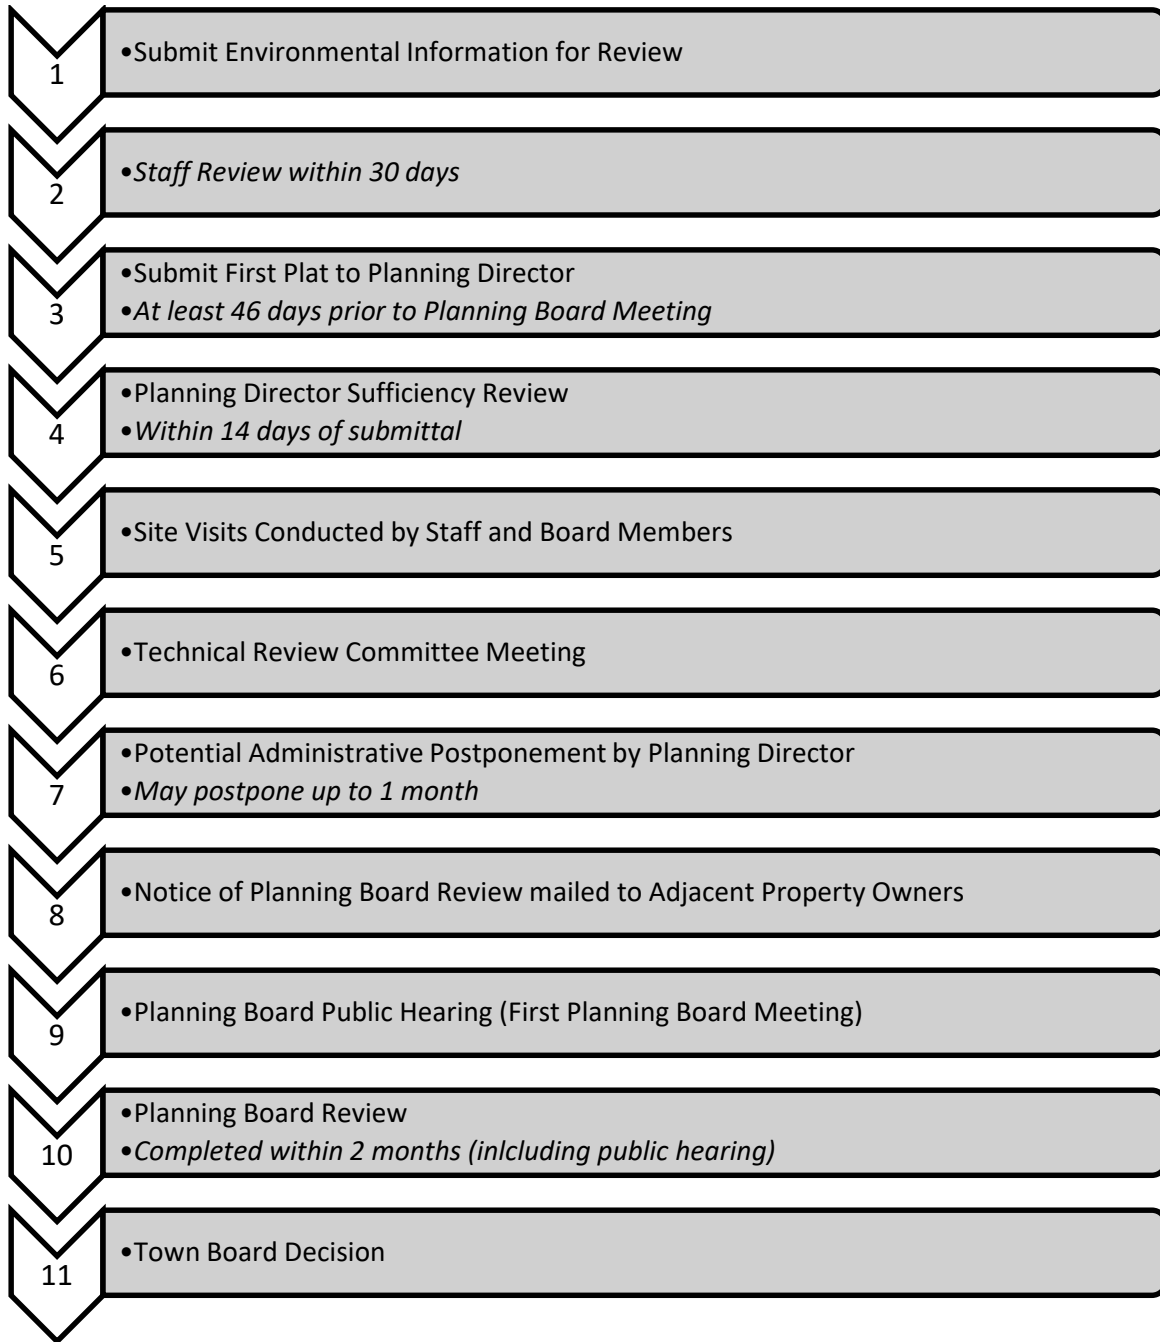 1
•Submit Environmental Information for Review
2
•Staff Review within 30 days
3
•Submit First Plat to Planning Director
•At least 46 days prior to Planning Board Meeting
4
•Planning Director Sufficiency Review
•Within 14 days of submittal
5
•Site Visits Conducted by Staff and Board Members
6
•Technical Review Committee Meeting
7
•Potential Administrative Postponement by Planning Director
•May postpone up to 1 month
8
•Notice of Planning Board Review mailed to Adjacent Property Owners
9
•Planning Board Public Hearing (First Planning Board Meeting)
10
•Planning Board Review
•Completed within 2 months (inlcluding public hearing)
11
•Town Board Decision